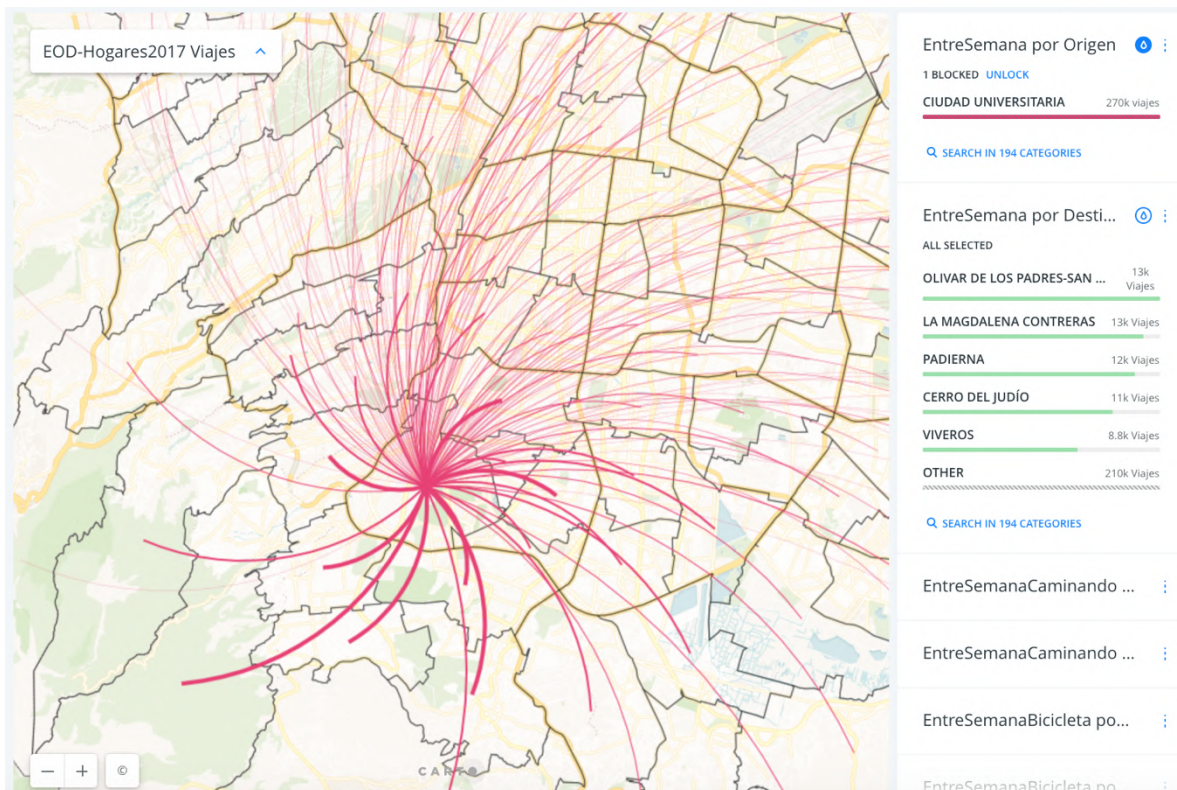 EOD-Hogares2017 Viajes
EntreSemana por Origen
1 BLOCKED UNLOCK
CIUDAD UNIVERSITARIA 270k viajes
SEARCH IN 194 CATEGORIES
EntreSemana por Desti...
ALL SELECTED
OLIVAR DE LOS PADRES-SAN ... 13k Viajes
LA MAGDALENA CONTRERAS 13k Viajes
PADIERNA 12k Viajes
CERRO DEL JUDÍO 11k Viajes
VIVEROS 8.8k Viajes
OTHER 210k Viajes
SEARCH IN 194 CATEGORIES
EntreSemanaCaminando ...
EntreSemanaCaminando ...
EntreSemanaBicicleta po...
EntreSemanaBicicleta po
©
CARTO